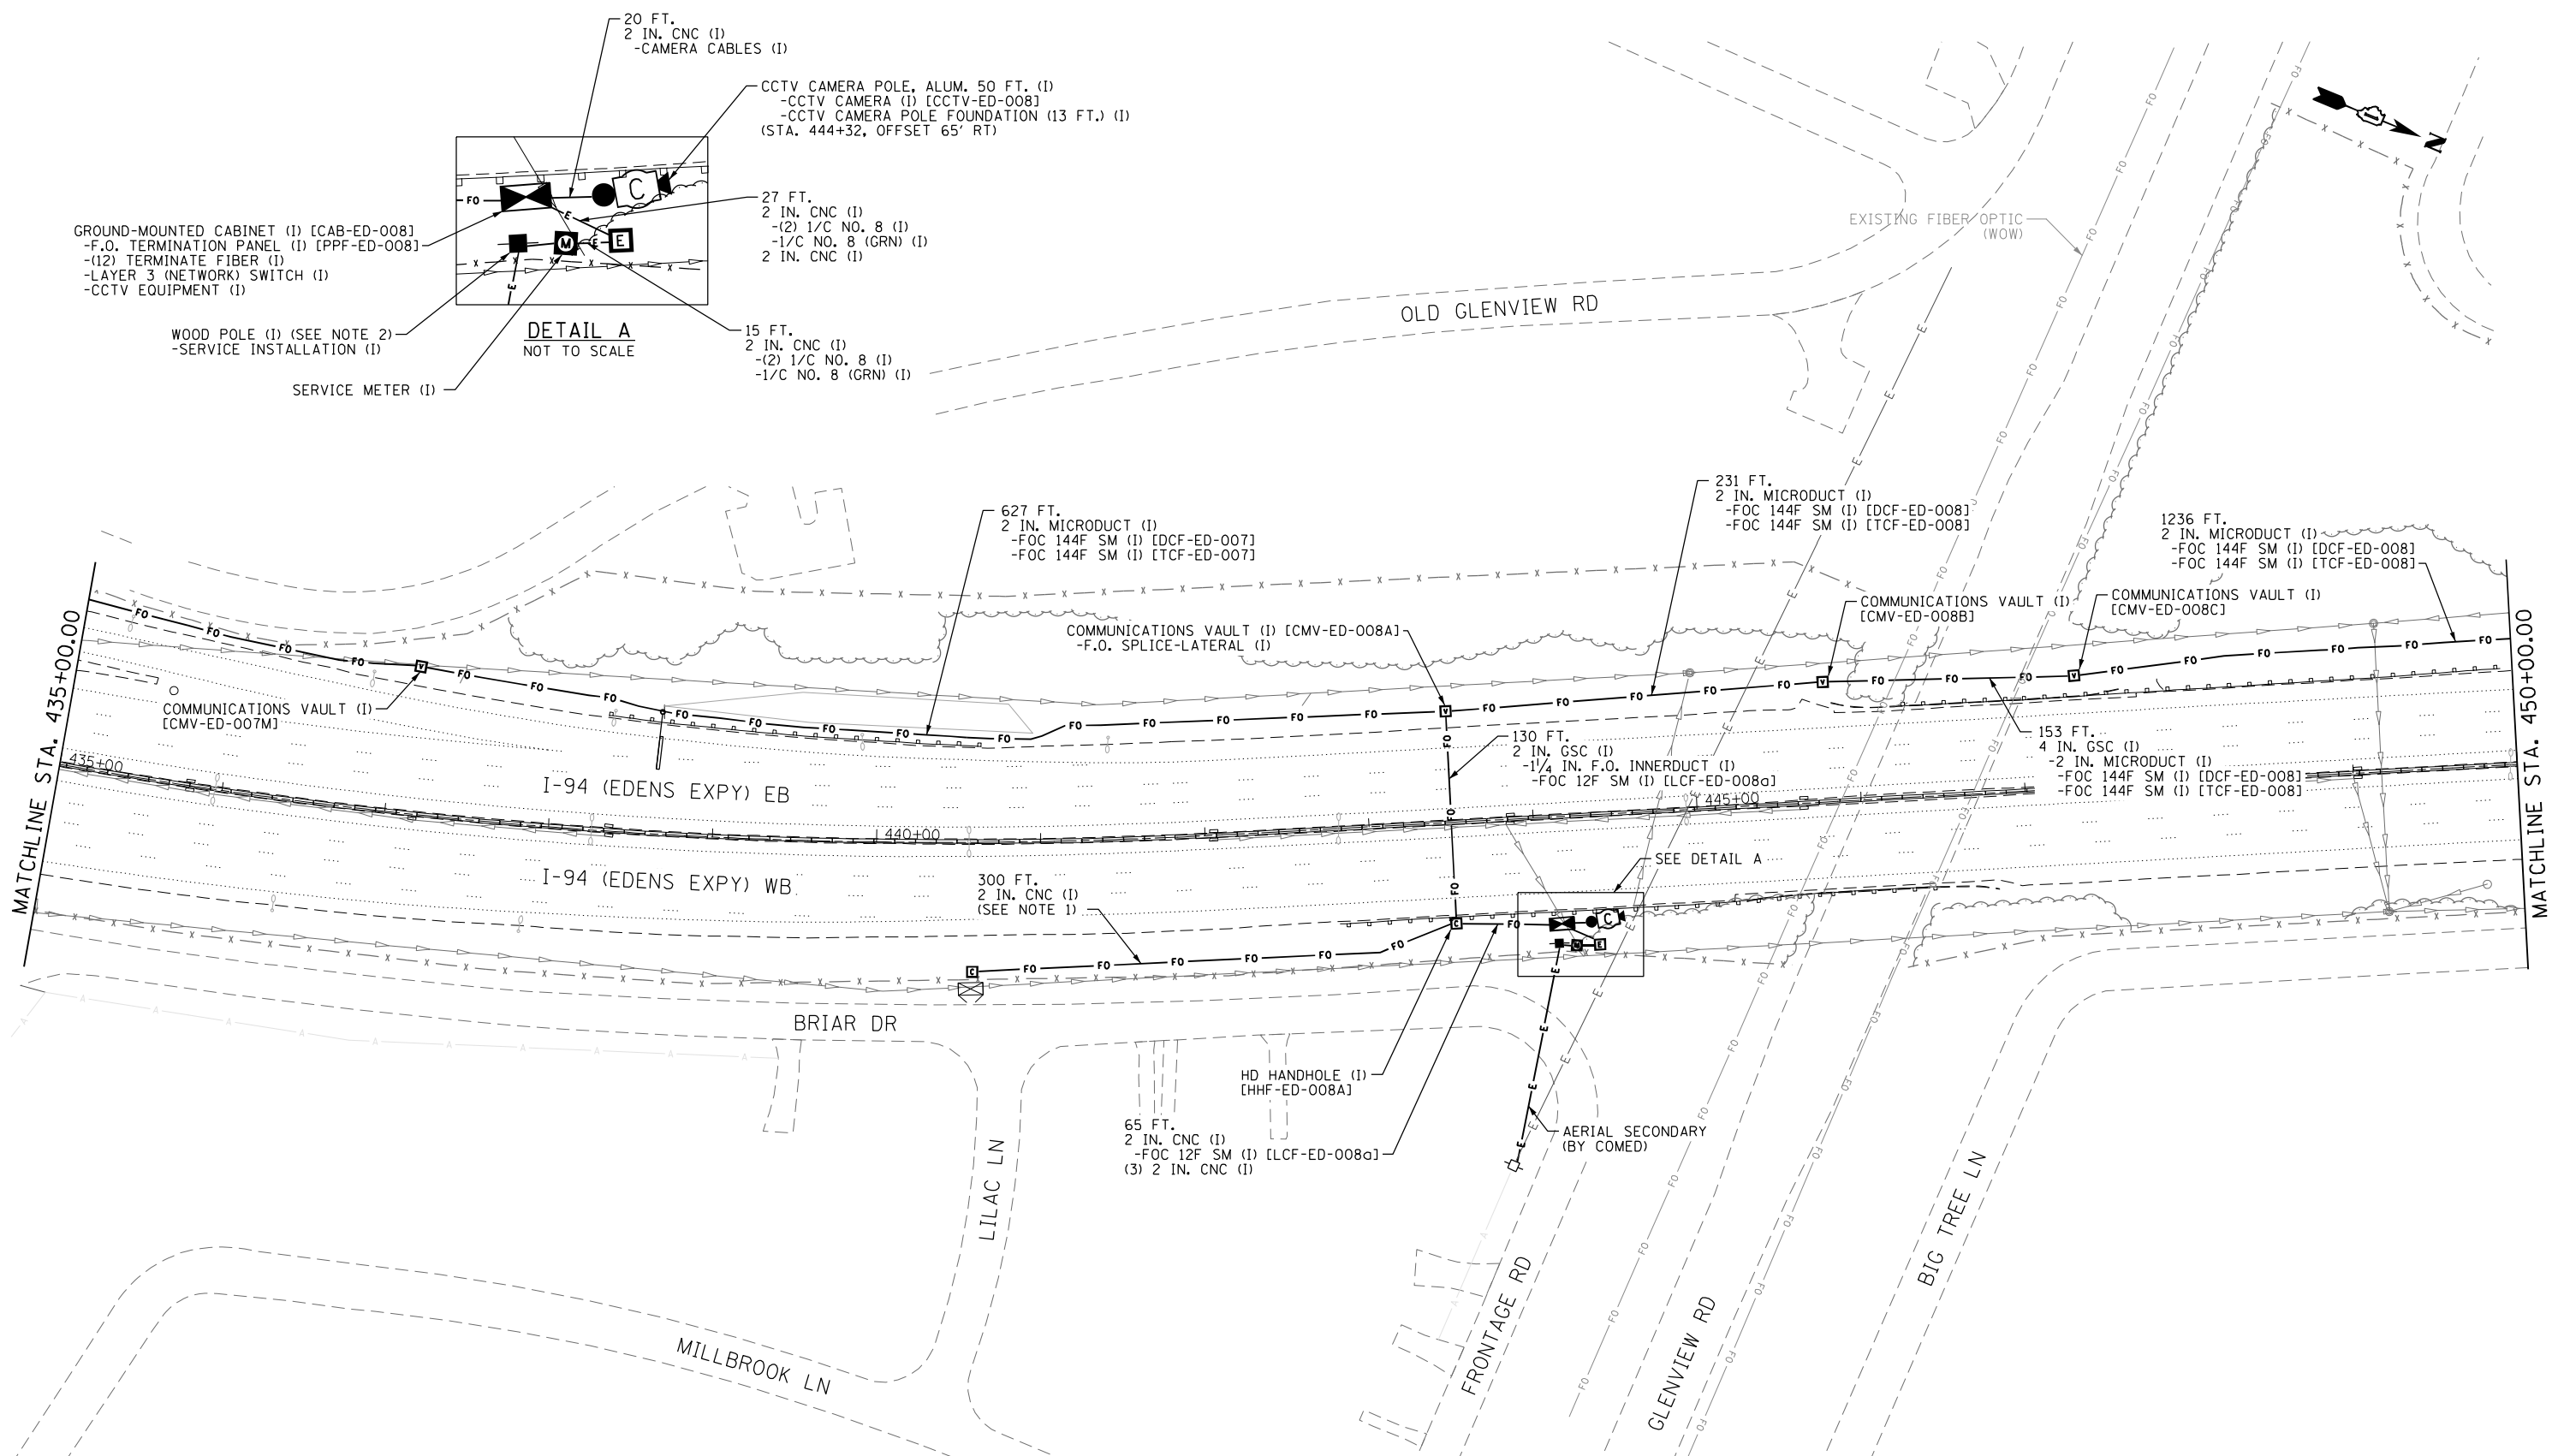 20 FT.
2 IN. CNC (I)
-CAMERA CABLES (I)
CCTV CAMERA POLE, ALUM. 50 FT. (I)
-CCTV CAMERA (I) [CCTV-ED-008]
-CCTV CAMERA POLE FOUNDATION (13 FT.) (I)
(STA. 444+32, OFFSET 65' RT)
27 FT.
2 IN. CNC (I)
-(2) 1/C NO. 8 (I)
-1/C NO. 8 (GRN) (I)
2 IN. CNC (I)
GROUND-MOUNTED CABINET (I) [CAB-ED-008]
-F.O. TERMINATION PANEL (I) [PPF-ED-008]
-(12) TERMINATE FIBER (I)
-LAYER 3 (NETWORK) SWITCH (I)
-CCTV EQUIPMENT (I)
WOOD POLE (I) (SEE NOTE 2)
-SERVICE INSTALLATION (I)
SERVICE METER (I)
FO
C
E
M
E
E
E
DETAIL A
NOT TO SCALE
15 FT.
2 IN. CNC (I)
-(2) 1/C NO. 8 (I)
-1/C NO. 8 (GRN) (I)
N
EXISTING FIBER OPTIC
(WOW)
OLD GLENVIEW RD
627 FT.
2 IN. MICRODUCT (I)
-FOC 144F SM (I) [DCF-ED-007]
-FOC 144F SM (I) [TCF-ED-007]
231 FT.
2 IN. MICRODUCT (I)
-FOC 144F SM (I) [DCF-ED-008]
-FOC 144F SM (I) [TCF-ED-008]
1236 FT.
2 IN. MICRODUCT (I)
-FOC 144F SM (I) [DCF-ED-008]
-FOC 144F SM (I) [TCF-ED-008]
COMMUNICATIONS VAULT (I) [CMV-ED-008A]
-F.O. SPLICE-LATERAL (I)
COMMUNICATIONS VAULT (I)
[CMV-ED-008B]
COMMUNICATIONS VAULT (I)
[CMV-ED-008C]
COMMUNICATIONS VAULT (I)
[CMV-ED-007M]
MATCHLINE STA. 435+00.00
MATCHLINE STA. 450+00.00
130 FT.
2 IN. GSC (I)
-1¼ IN. F.O. INNERDUCT (I)
-FOC 12F SM (I) [LCF-ED-008a]
153 FT.
4 IN. GSC (I)
-2 IN. MICRODUCT (I)
-FOC 144F SM (I) [DCF-ED-008]
-FOC 144F SM (I) [TCF-ED-008]
435+00
440+00
445+00
I-94 (EDENS EXPY) EB
I-94 (EDENS EXPY) WB
300 FT.
2 IN. CNC (I)
(SEE NOTE 1)
SEE DETAIL A
BRIAR DR
HD HANDHOLE (I)
[HHF-ED-008A]
65 FT.
2 IN. CNC (I)
-FOC 12F SM (I) [LCF-ED-008a]
(3) 2 IN. CNC (I)
AERIAL SECONDARY
(BY COMED)
LILAC LN
MILLBROOK LN
FRONTAGE RD
GLENVIEW RD
BIG TREE LN